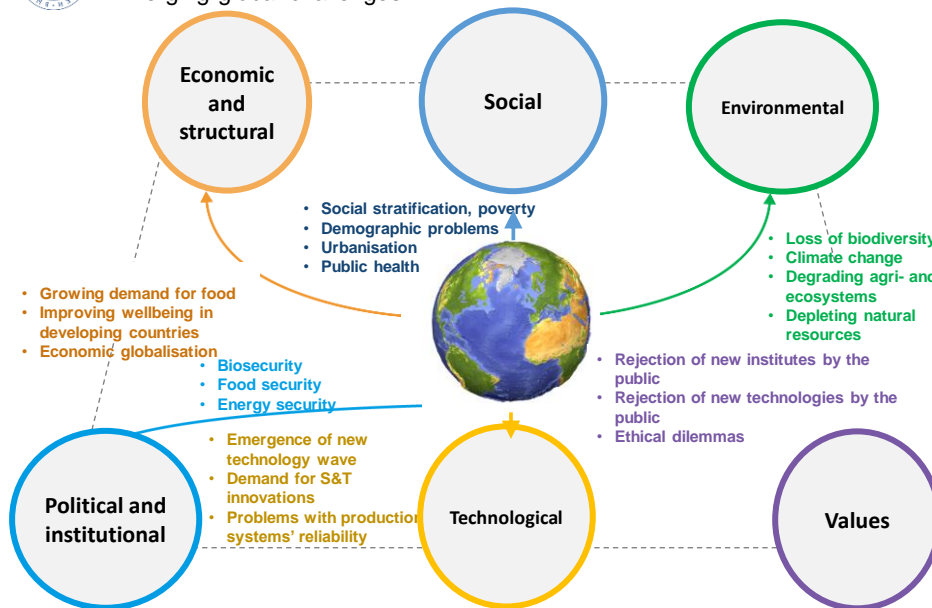 Economic
and
structural
Social
Environmental
• Social stratification, poverty
• Demographic problems
• Urbanisation
• Public health
• Loss of biodiversity
• Climate change
• Degrading agri- and
ecosystems
• Depleting natural
resources
• Growing demand for food
• Improving wellbeing in
developing countries
• Economic globalisation
• Biosecurity
• Food security
• Energy security
• Rejection of new institutes by the
public
• Rejection of new technologies by the
public
• Ethical dilemmas
• Emergence of new
technology wave
• Demand for S&T
innovations
• Problems with production
systems’ reliability
Political and
institutional
Technological
Values